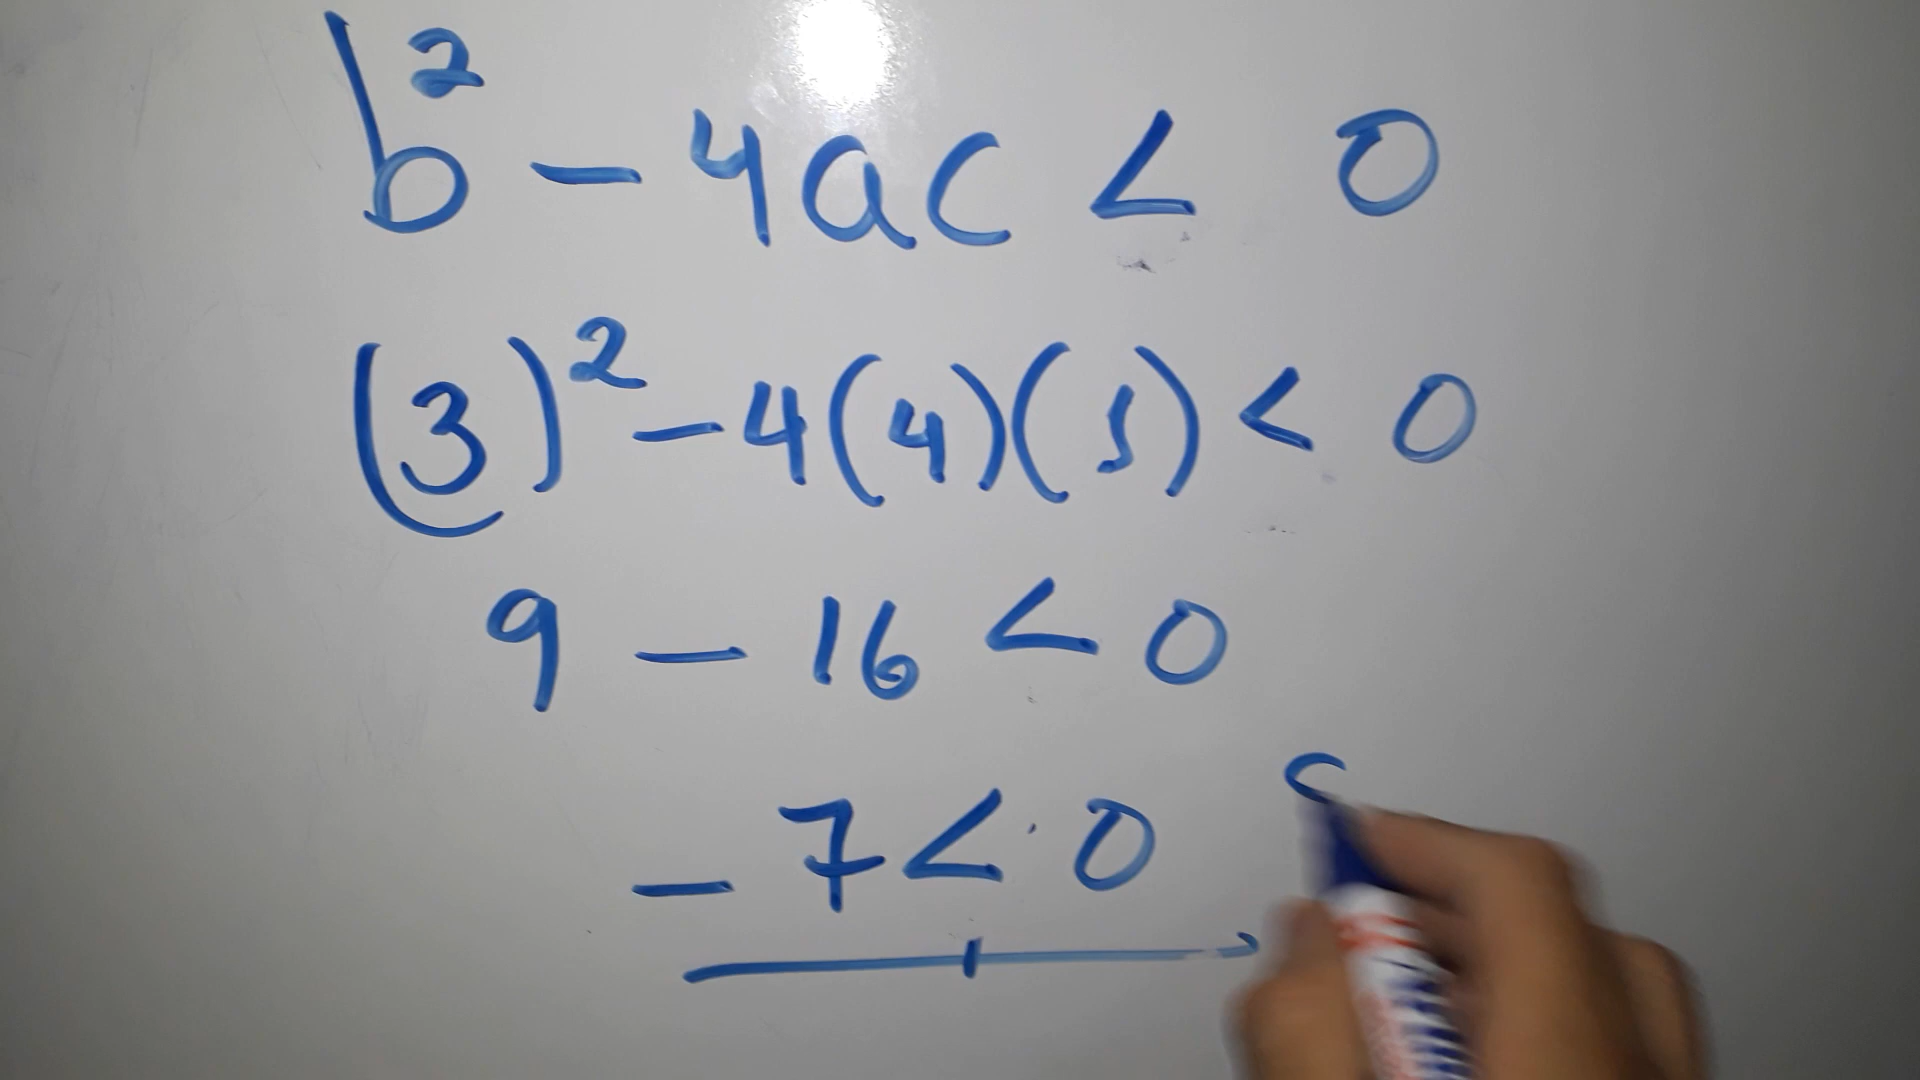 b² - 4ac < 0
(3)² - 4(4)(1) < 0
9 - 16 < 0
- 7 < 0